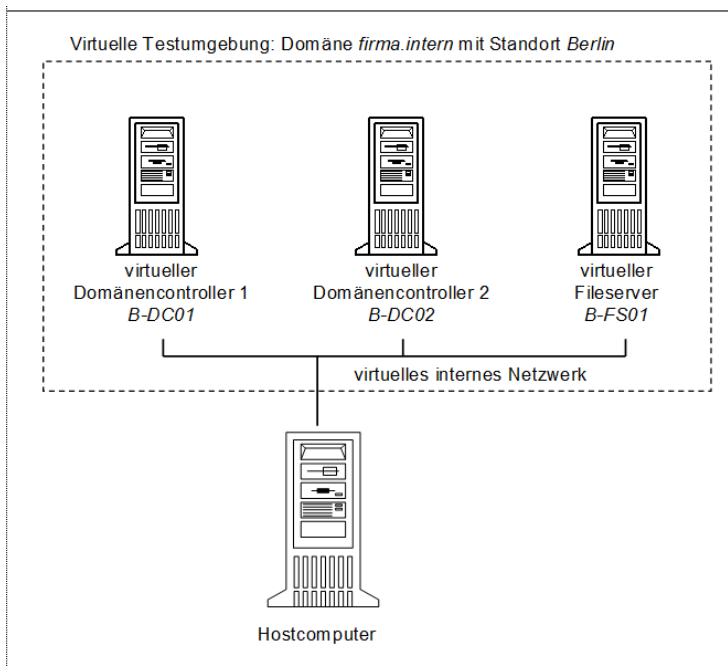 Virtuelle Testumgebung: Domäne firma.intern mit Standort Berlin
virtueller
Domänencontroller 1
B-DC01
virtueller
Domänencontroller 2
B-DC02
virtueller
Fileserver
B-FS01
virtuelles internes Netzwerk
Hostcomputer